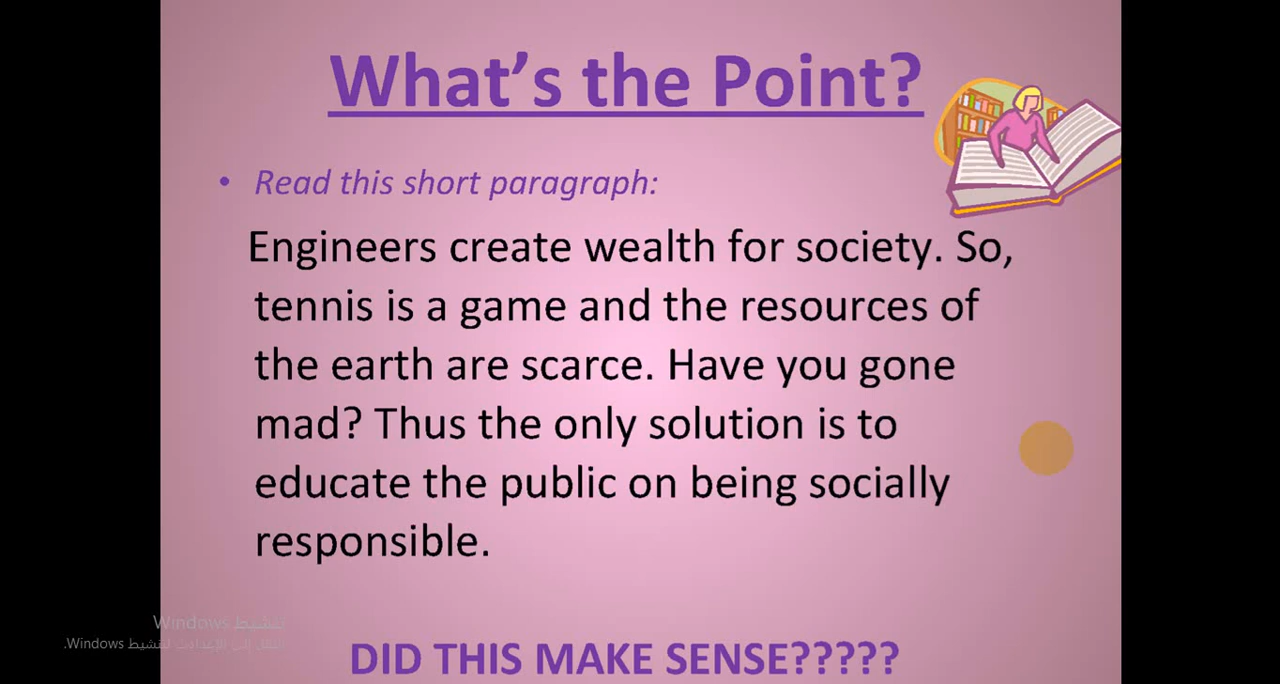 What's the Point?
• Read this short paragraph:
Engineers create wealth for society. So,
tennis is a game and the resources of
the earth are scarce. Have you gone
mad? Thus the only solution is to
educate the public on being socially
responsible.
تنشيط Windows
انتقل إلى الإعدادات لتنشيط Windows.
DID THIS MAKE SENSE?????